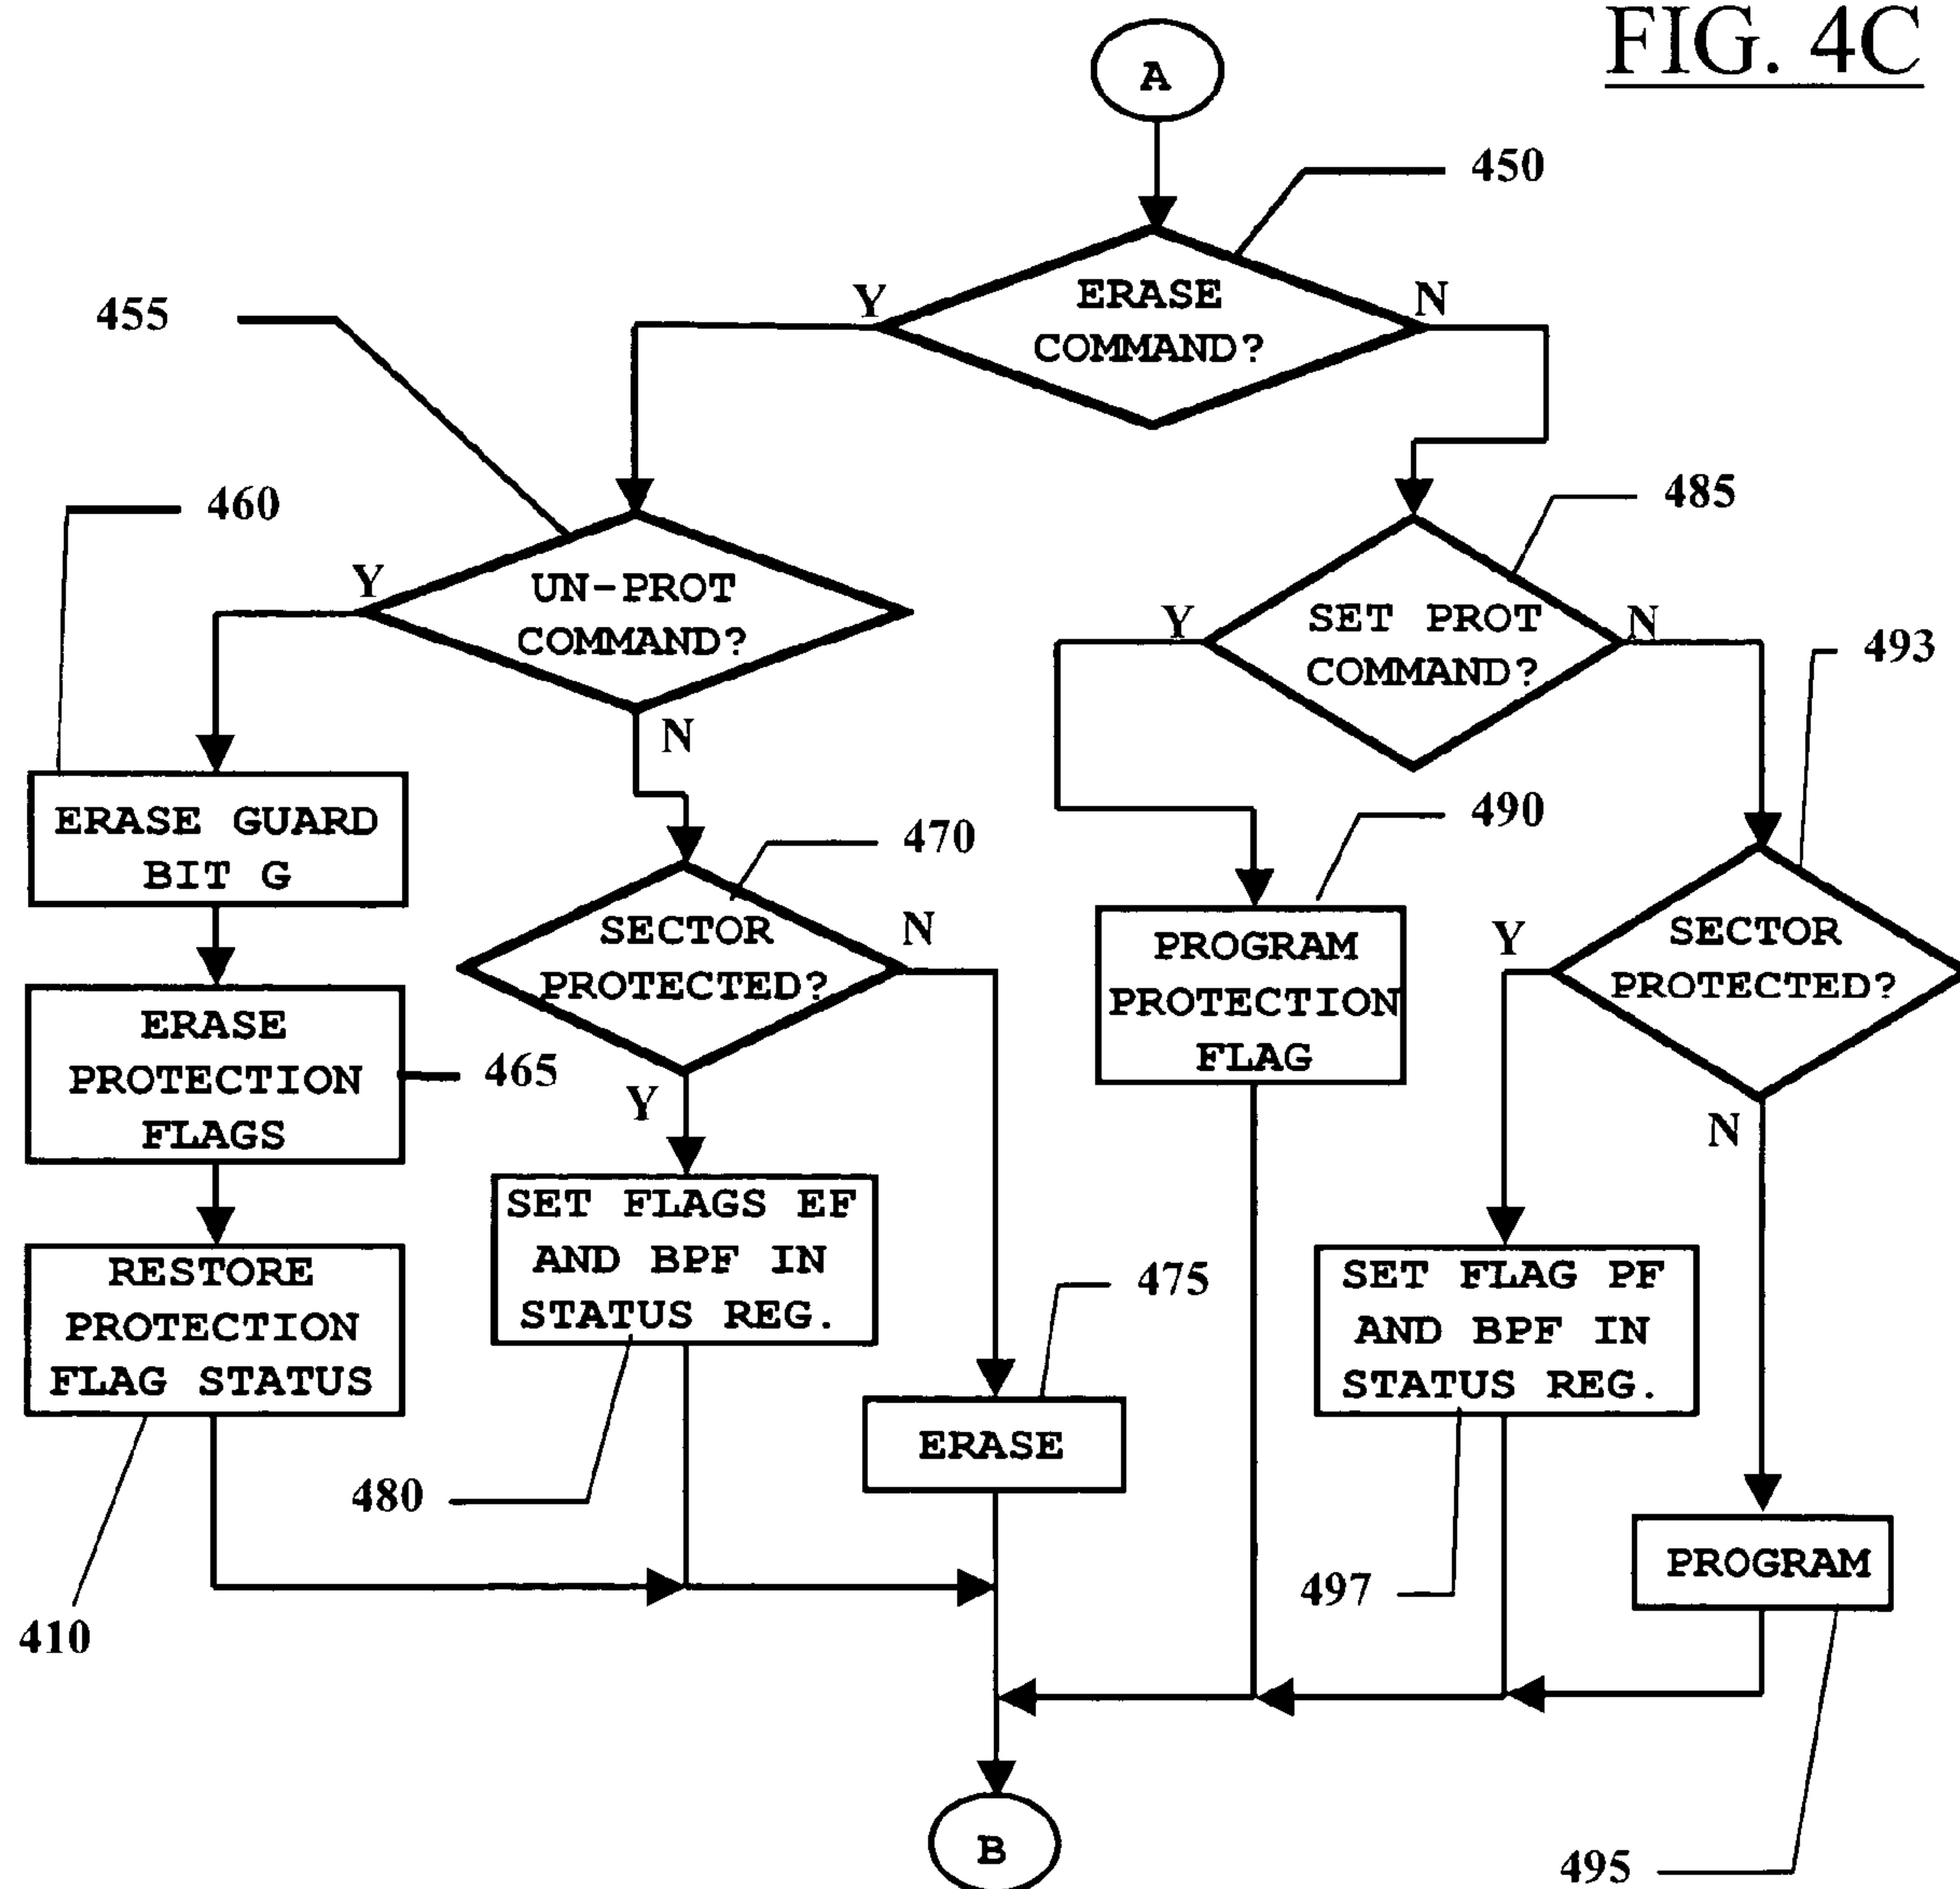 FIG. 4C
A
450
ERASE
COMMAND?
Y
N
455
460
UN-PROT
COMMAND?
Y
N
485
SET PROT
COMMAND?
Y
N
493
ERASE GUARD
BIT G
470
SECTOR
PROTECTED?
N
Y
490
PROGRAM
PROTECTION
FLAG
SECTOR
PROTECTED?
Y
N
ERASE
PROTECTION
FLAGS
465
SET FLAGS EF
AND BPF IN
STATUS REG.
RESTORE
PROTECTION
FLAG STATUS
475
SET FLAG PF
AND BPF IN
STATUS REG.
ERASE
480
PROGRAM
497
410
B
495